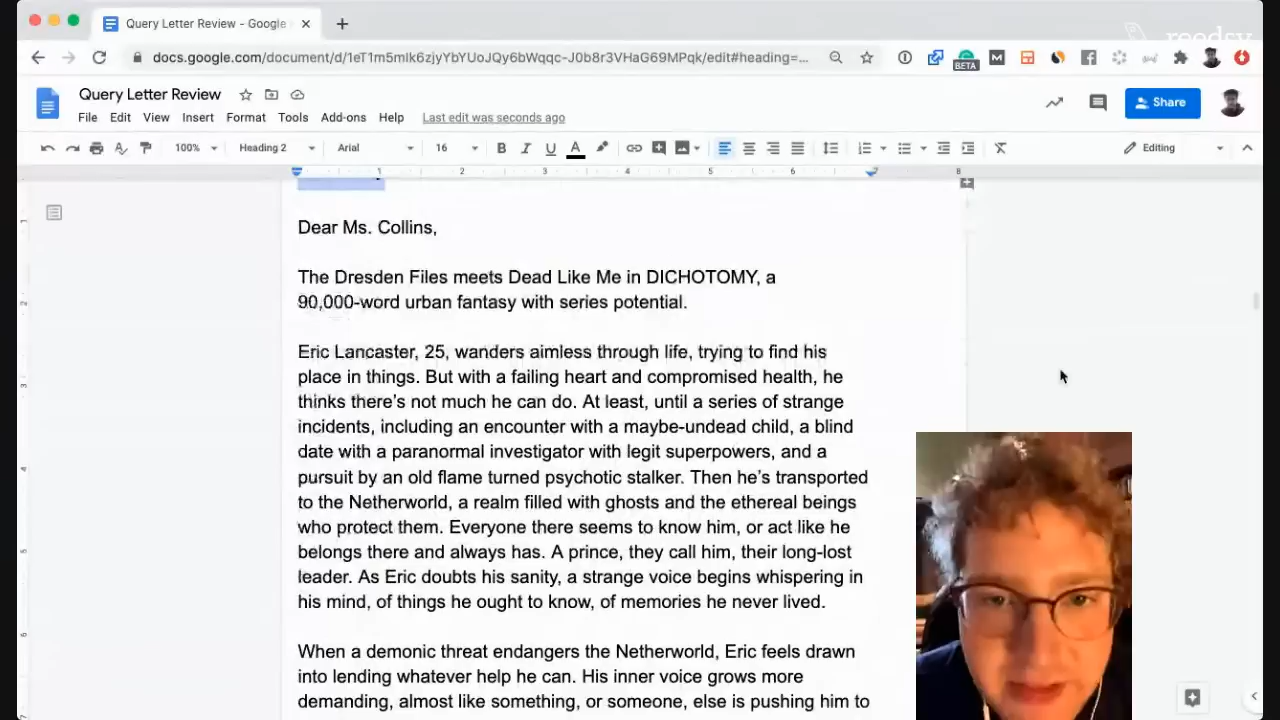 reedsy
Query Letter Review - Google
docs.google.com/document/d/1eT1m5mIk6zjyYbYUoJQy6bWqqc-J0b8r3VHaG69MPqk/edit#heading=...
BETA
Query Letter Review
File Edit View Insert Format Tools Add-ons Help Last edit was seconds ago
Share
100% Heading 2 Arial 16 B I U A Editing
1 2 3 4 5 6 8
Dear Ms. Collins,
The Dresden Files meets Dead Like Me in DICHOTOMY, a
90,000-word urban fantasy with series potential.
Eric Lancaster, 25, wanders aimless through life, trying to find his
place in things. But with a failing heart and compromised health, he
thinks there's not much he can do. At least, until a series of strange
incidents, including an encounter with a maybe-undead child, a blind
date with a paranormal investigator with legit superpowers, and a
pursuit by an old flame turned psychotic stalker. Then he's transported
to the Netherworld, a realm filled with ghosts and the ethereal beings
who protect them. Everyone there seems to know him, or act like he
belongs there and always has. A prince, they call him, their long-lost
leader. As Eric doubts his sanity, a strange voice begins whispering in
his mind, of things he ought to know, of memories he never lived.
When a demonic threat endangers the Netherworld, Eric feels drawn
into lending whatever help he can. His inner voice grows more
demanding, almost like something, or someone, else is pushing him to